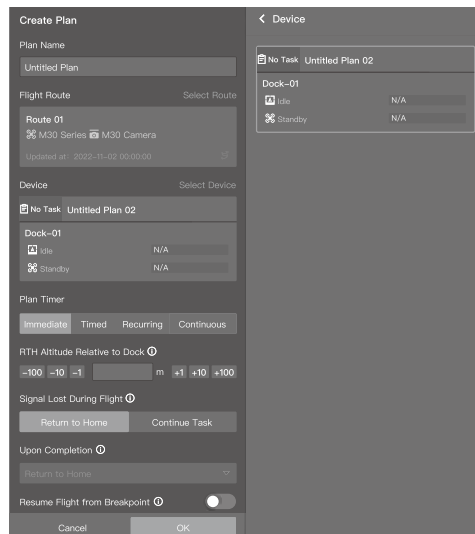 Create Plan
Plan Name
Untitled Plan
Flight Route
Select Route
Route 01
M30 Series M30 Camera
Updated at: 2022-11-02 00:00:00
Device
Select Device
No Task Untitled Plan 02
Dock-01
Idle N/A
Standby N/A
Plan Timer
Immediate Timed Recurring Continuous
RTH Altitude Relative to Dock
-100 -10 -1 m +1 +10 +100
Signal Lost During Flight
Return to Home Continue Task
Upon Completion
Return to Home
Resume Flight from Breakpoint
Cancel OK
Device
No Task Untitled Plan 02
Dock-01
Idle N/A
Standby N/A